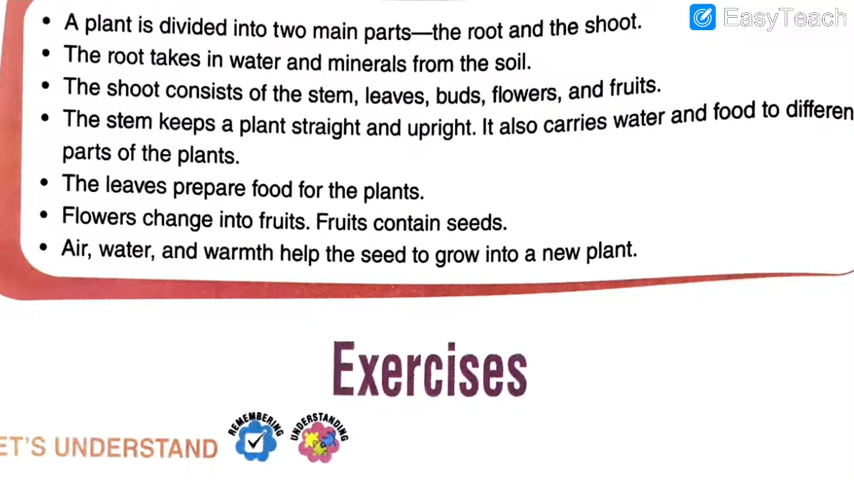 EasyTeach
• A plant is divided into two main parts—the root and the shoot.
• The root takes in water and minerals from the soil.
• The shoot consists of the stem, leaves, buds, flowers, and fruits.
• The stem keeps a plant straight and upright. It also carries water and food to differen
parts of the plants.
• The leaves prepare food for the plants.
• Flowers change into fruits. Fruits contain seeds.
• Air, water, and warmth help the seed to grow into a new plant.
Exercises
ET'S UNDERSTAND
REMEMBERING
UNDERSTANDING